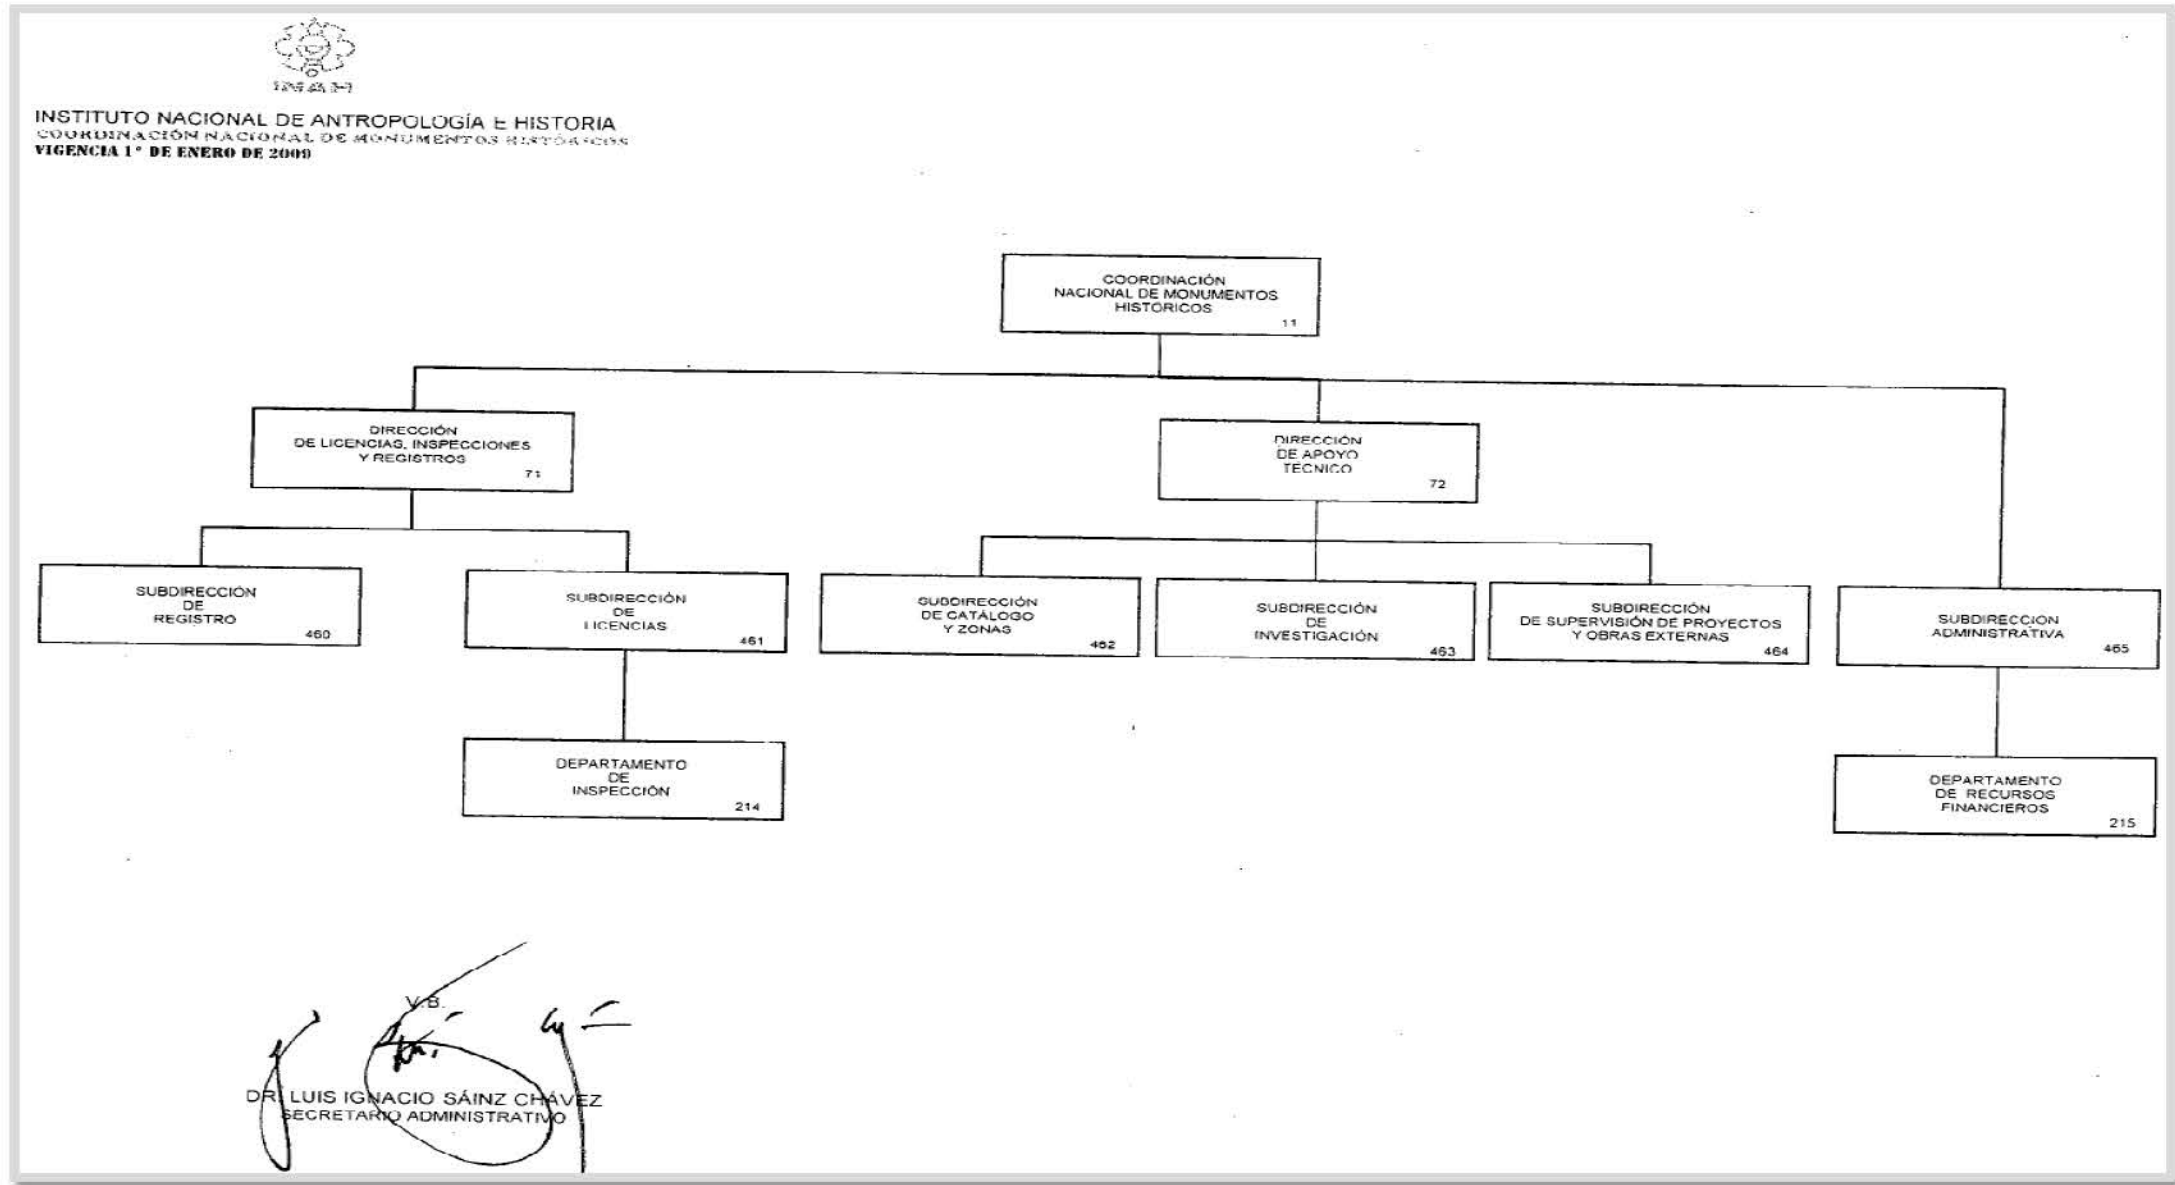 INAH
INSTITUTO NACIONAL DE ANTROPOLOGÍA E HISTORIA
COORDINACIÓN NACIONAL DE MONUMENTOS HISTÓRICOS
VIGENCIA 1° DE ENERO DE 2009
COORDINACIÓN
NACIONAL DE MONUMENTOS
HISTÓRICOS
11
DIRECCIÓN
DE LICENCIAS, INSPECCIONES
Y REGISTROS
71
DIRECCIÓN
DE APOYO
TÉCNICO
72
SUBDIRECCIÓN
DE
REGISTRO
460
SUBDIRECCIÓN
DE
LICENCIAS
461
SUBDIRECCIÓN
DE CATÁLOGO
Y ZONAS
462
SUBDIRECCIÓN
DE
INVESTIGACIÓN
463
SUBDIRECCIÓN
DE SUPERVISIÓN DE PROYECTOS
Y OBRAS EXTERNAS
464
SUBDIRECCIÓN
ADMINISTRATIVA
465
DEPARTAMENTO
DE
INSPECCIÓN
214
DEPARTAMENTO
DE RECURSOS
FINANCIEROS
215
V.B.
DR. LUIS IGNACIO SÁINZ CHÁVEZ
SECRETARIO ADMINISTRATIVO